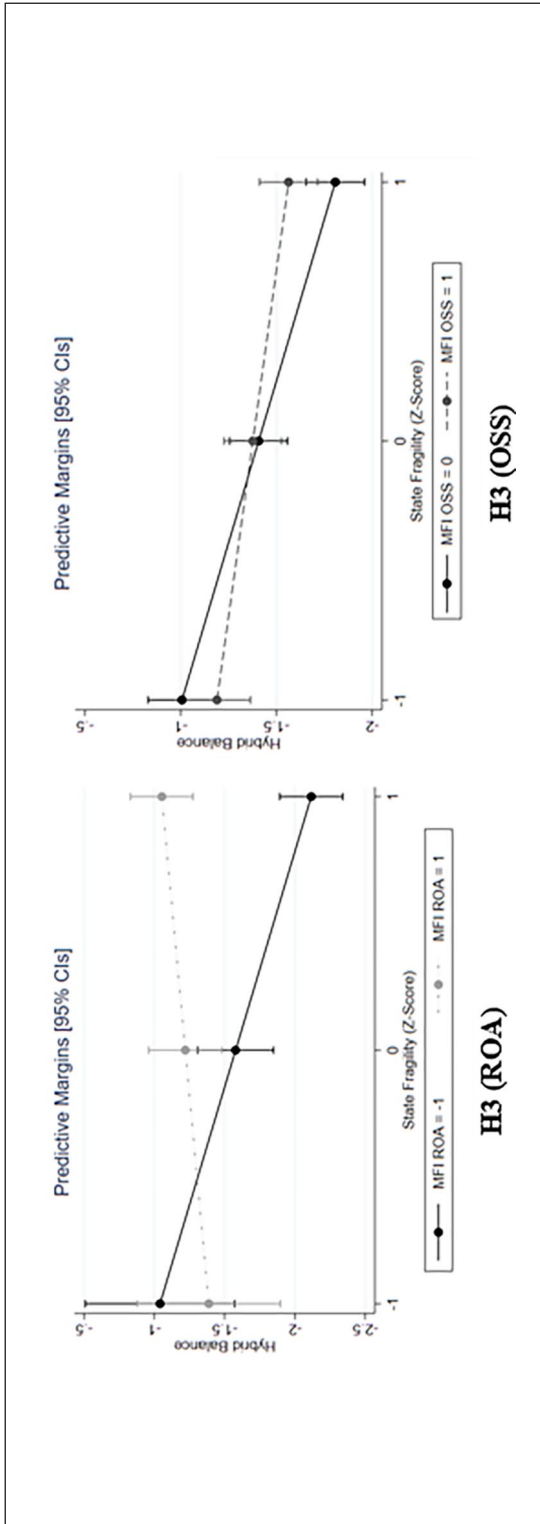 Predictive Margins [95% CIs]
Hybrid Balance
-.5
-1
-1.5
-2
-2.5
-1
0
1
State Fragility (Z-Score)
MFI ROA = -1
MFI ROA = 1
H3 (ROA)
Predictive Margins [95% CIs]
Hybrid Balance
-.5
-1
-1.5
-2
-1
0
1
State Fragility (Z-Score)
MFI OSS = 0
MFI OSS = 1
H3 (OSS)